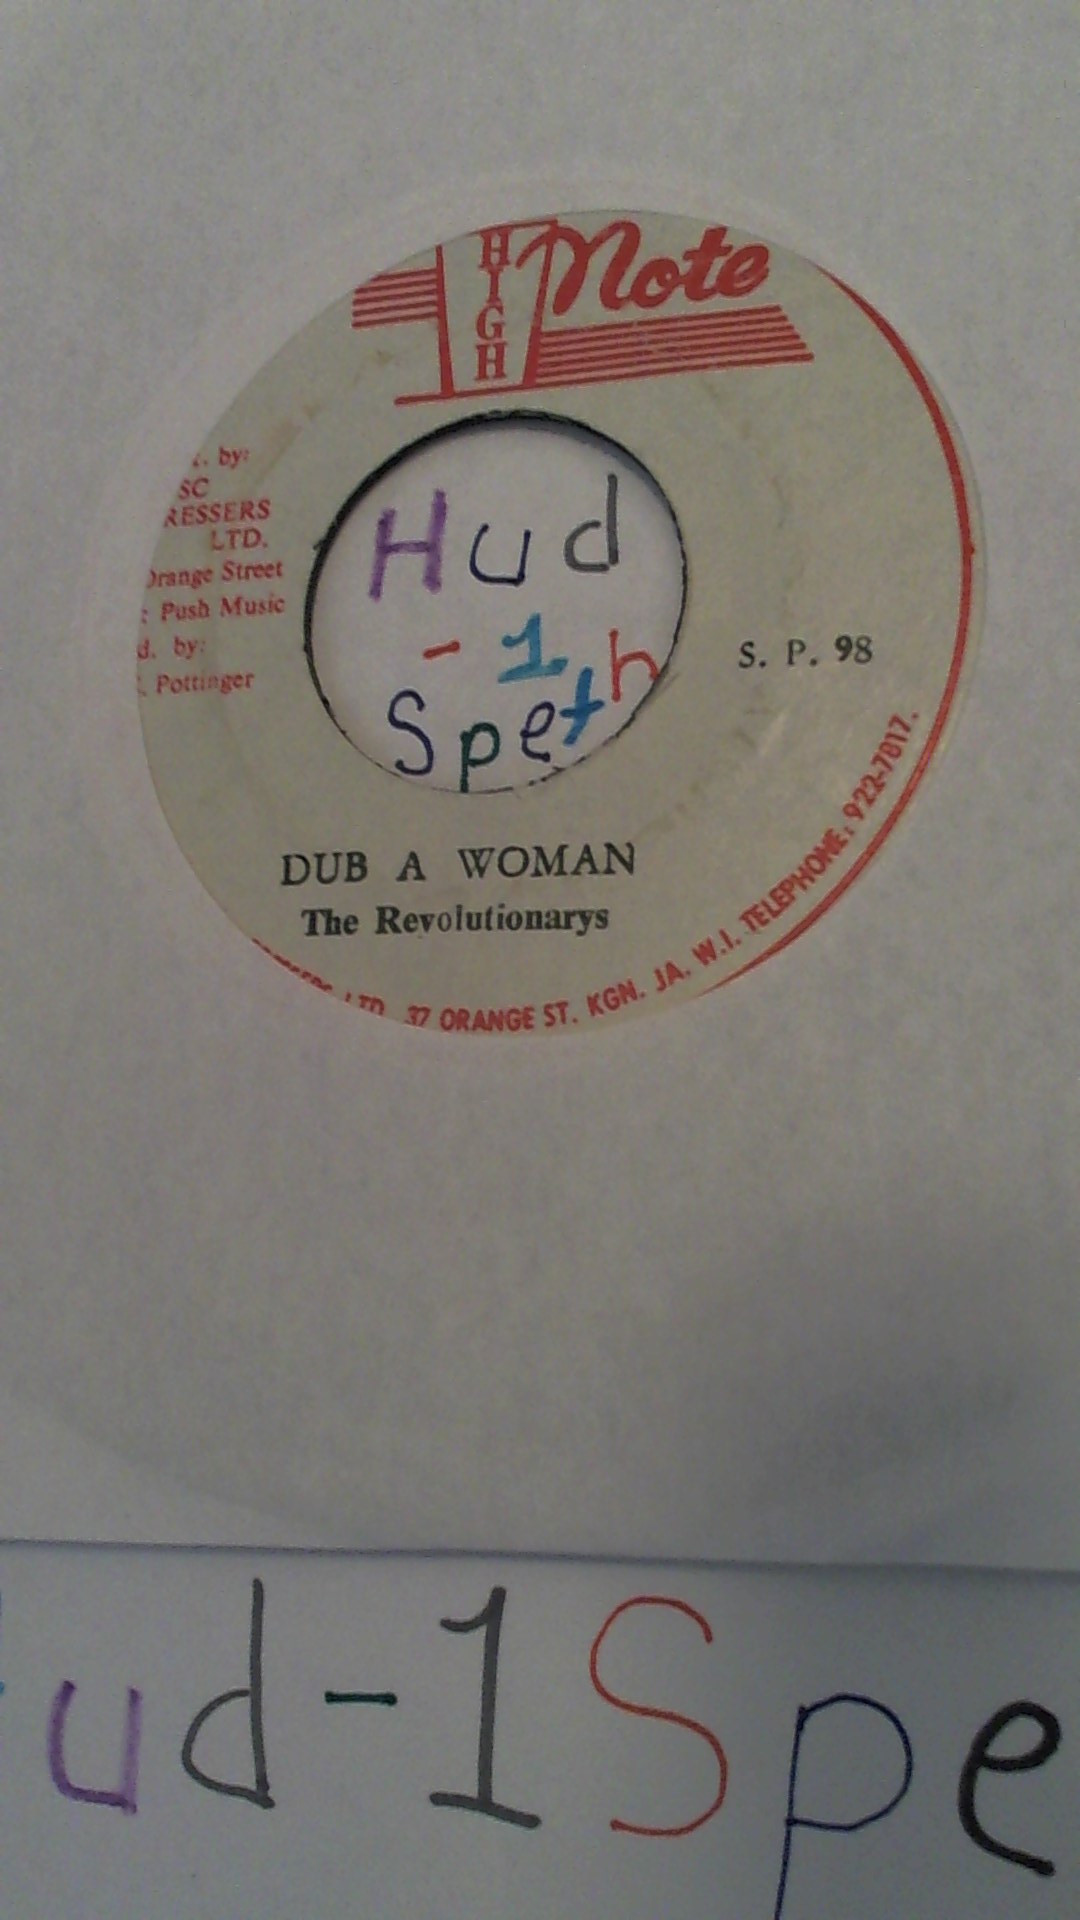 HIGH Note
by:
SC
RESSERS
LTD.
Orange Street
: Push Music
d. by:
. Pottinger
Hud
-1
Speth
S. P. 98
DUB A WOMAN
The Revolutionarys
LTD. 37 ORANGE ST. KGN. JA. W.I. TELEPHONE: 922-7017.
ud-1Spe